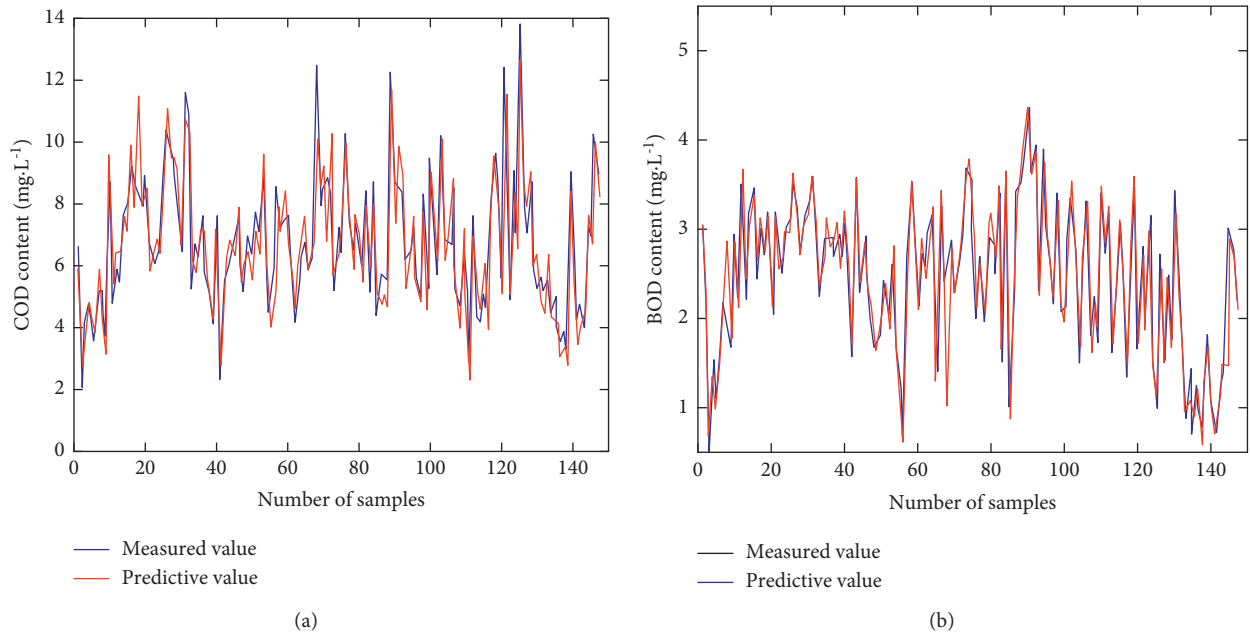 14
12
10
8
6
4
2
0
COD content (mg·L⁻¹)
0 20 40 60 80 100 120 140
Number of samples
Measured value
Predictive value
(a)
5
4
3
2
1
BOD content (mg·L⁻¹)
0 20 40 60 80 100 120 140
Number of samples
Measured value
Predictive value
(b)